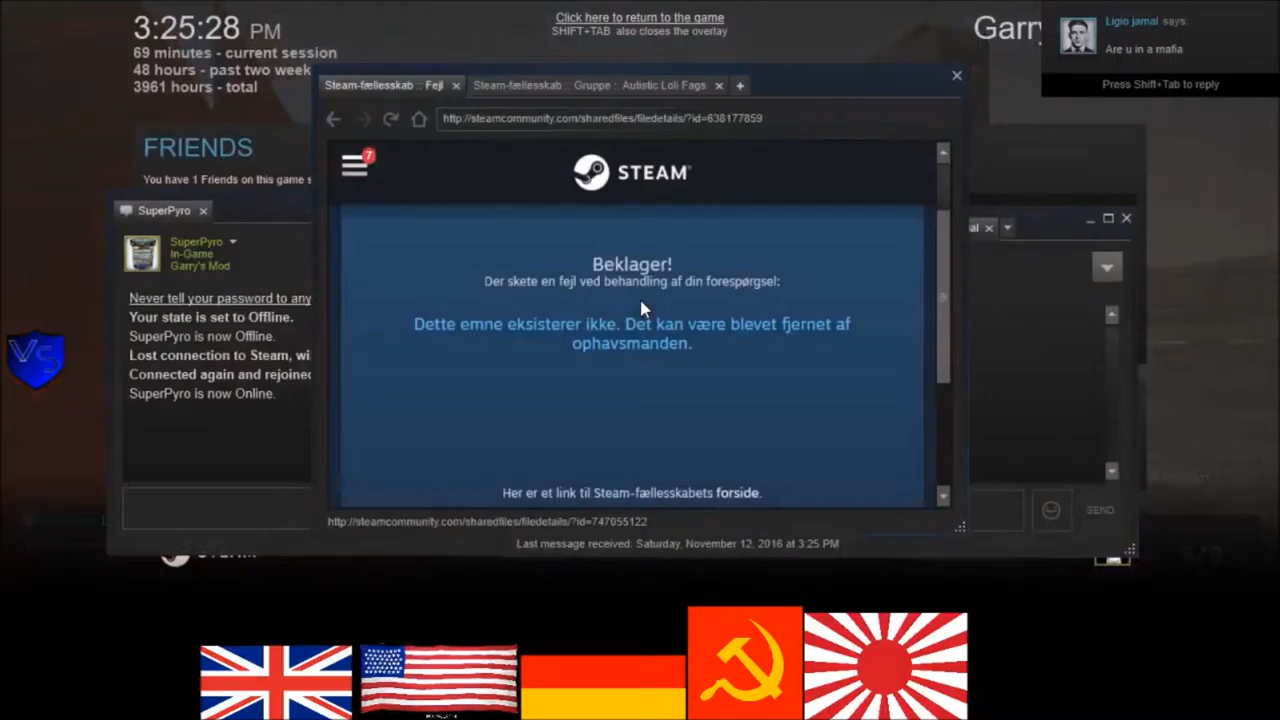 3:25:28 PM
69 minutes - current session
48 hours - past two week
3961 hours - total
Click here to return to the game
SHIFT+TAB also closes the overlay
Garry
Ligio jamal says:
Are u in a mafia
Press Shift+Tab to reply
FRIENDS
You have 1 Friends on this game s
Steam-fællesskab :: Fejl
Steam-fællesskab :: Gruppe :: Autistic Loli Fags
http://steamcommunity.com/sharedfiles/filedetails/?id=638177859
7
STEAM
Beklager!
Der skete en fejl ved behandling af din forespørgsel:
Dette emne eksisterer ikke. Det kan være blevet fjernet af
ophavsmanden.
Her er et link til Steam-fællesskabets forside.
http://steamcommunity.com/sharedfiles/filedetails/?id=747055122
SuperPyro
SuperPyro
In-Game
Garry's Mod
Never tell your password to any
Your state is set to Offline.
SuperPyro is now Offline.
Lost connection to Steam, wi
Connected again and rejoine
SuperPyro is now Online.
al
SEND
Last message received: Saturday, November 12, 2016 at 3:25 PM
VS
STEAM